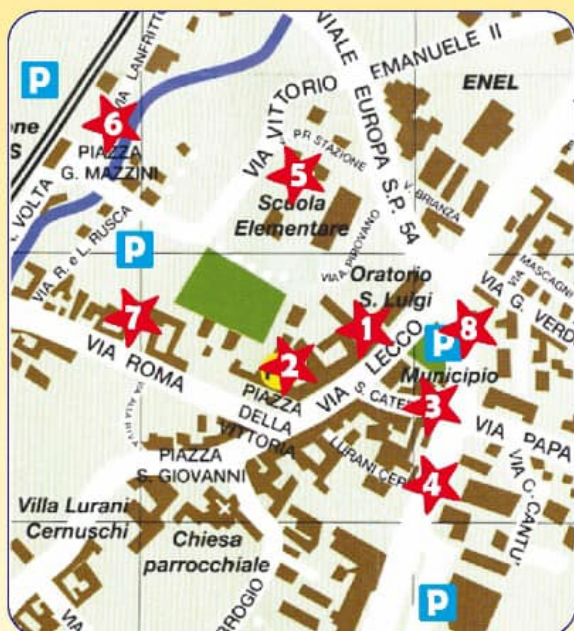 VIA LANFRITTO
VIALE EUROPA S.P. 54
VIA VITTORIO EMANUELE II
ENEL
P
6
PIAZZA
G. MAZZINI
PR STAZIONE
5
Scuola
Elementare
V. BRIANZA
VOLTA
VIA R. e L. RUSCA
VIA A. PIROVANO
P
Oratorio
S. Luigi
MASCAGNI
VIA
VIA G. VERD
7
1
8
P
VIA ROMA
2
VIA LECCO
Municipio
PIAZZA
DELLA
VITTORIA
S. CATE
3
VIA PAPA
VIA ALLA RIVA
LURANI CER
4
VIA C. CANTU'
PIAZZA
S. GIOVANNI
Villa Lurani
Cernuschi
Chiesa
parrocchiale
P
BROGIO
VIA